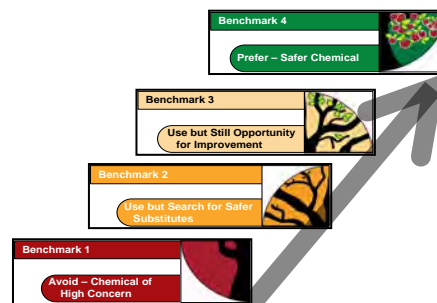 Benchmark 4
Prefer – Safer Chemical
Benchmark 3
Use but Still Opportunity
for Improvement
Benchmark 2
Use but Search for Safer
Substitutes
Benchmark 1
Avoid – Chemical of
High Concern